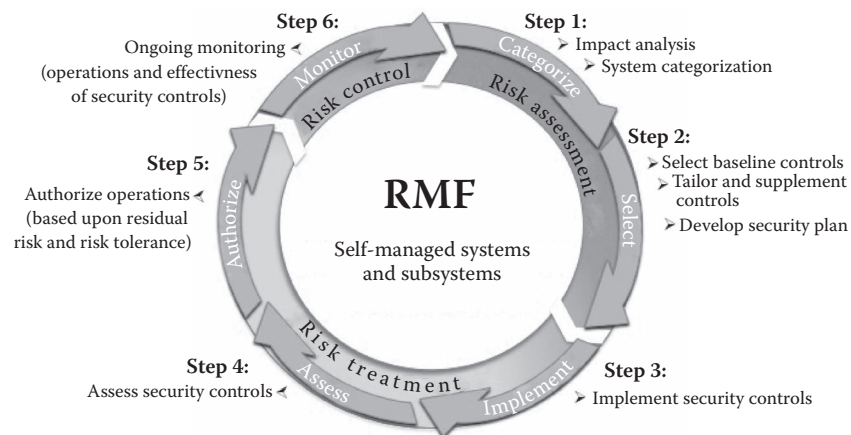 Step 1:
Impact analysis
System categorization
Step 2:
Select baseline controls
Tailor and supplement
controls
Develop security plan
Step 3:
Implement security controls
Step 4:
Assess security controls
Step 5:
Authorize operations
(based upon residual
risk and risk tolerance)
Step 6:
Ongoing monitoring
(operations and effectivness
of security controls)
Categorize
Select
Implement
Assess
Authorize
Monitor
Risk assessment
Risk treatment
Risk control
RMF
Self-managed systems
and subsystems